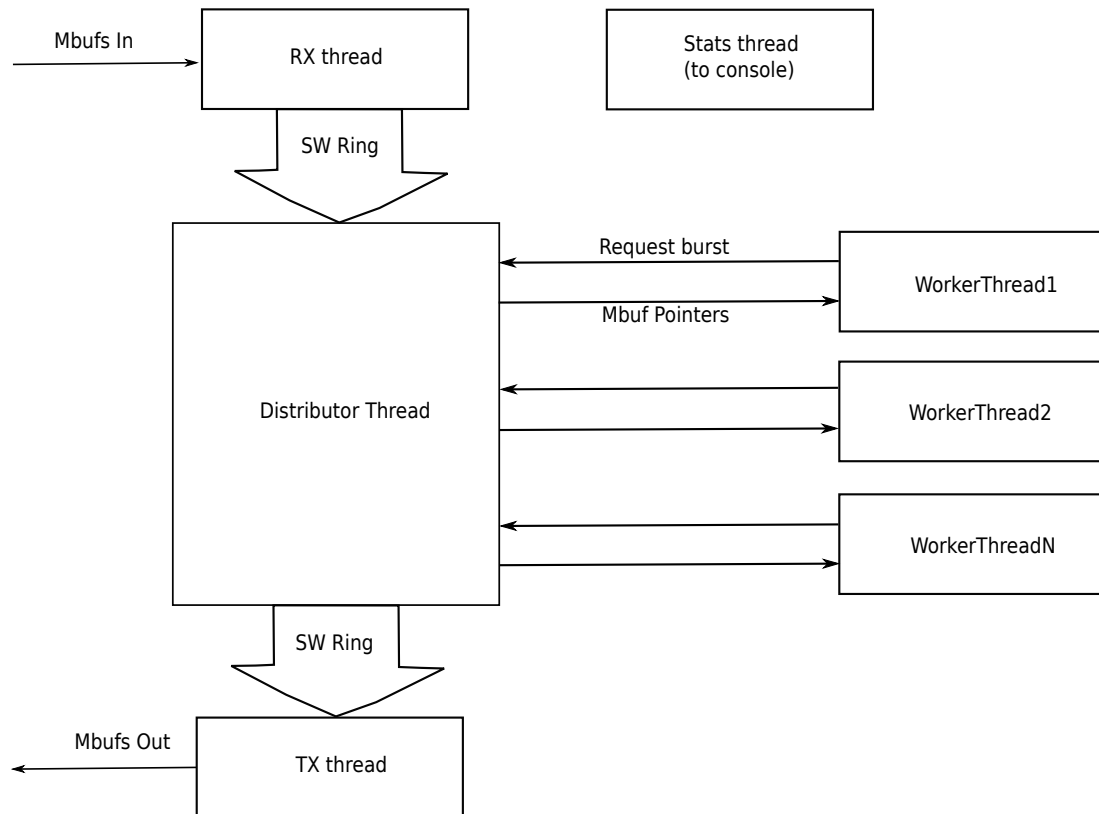 Mbufs In
RX thread
Stats thread
(to console)
SW Ring
Request burst
WorkerThread1
Mbuf Pointers
Distributor Thread
WorkerThread2
WorkerThreadN
SW Ring
Mbufs Out
TX thread